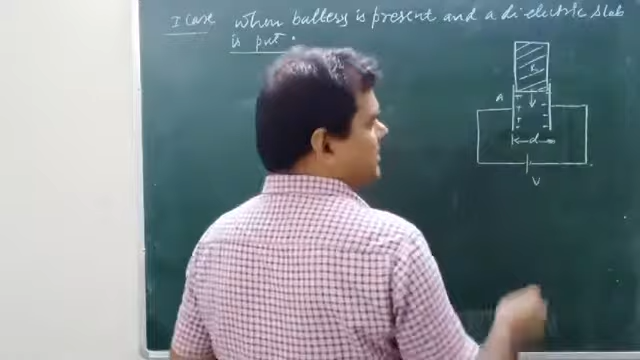 I Case when battery is present and a dielectric slab
is put.
K
A
d
V